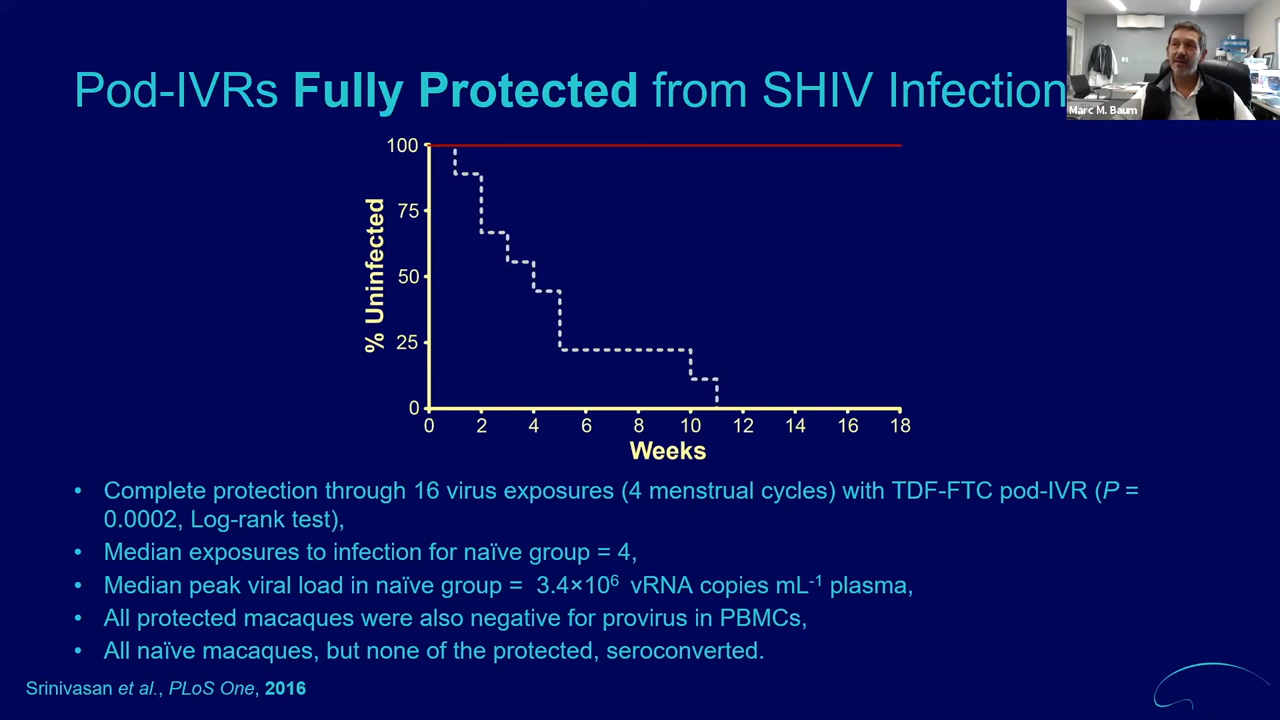 Pod-IVRs Fully Protected from SHIV Infection
Marc M. Baum
100
75
50
25
0
% Uninfected
0 2 4 6 8 10 12 14 16 18
Weeks
• Complete protection through 16 virus exposures (4 menstrual cycles) with TDF-FTC pod-IVR (P =
0.0002, Log-rank test),
• Median exposures to infection for naïve group = 4,
• Median peak viral load in naïve group = 3.4×10⁶ vRNA copies mL⁻¹ plasma,
• All protected macaques were also negative for provirus in PBMCs,
• All naïve macaques, but none of the protected, seroconverted.
Srinivasan et al., PLoS One, 2016